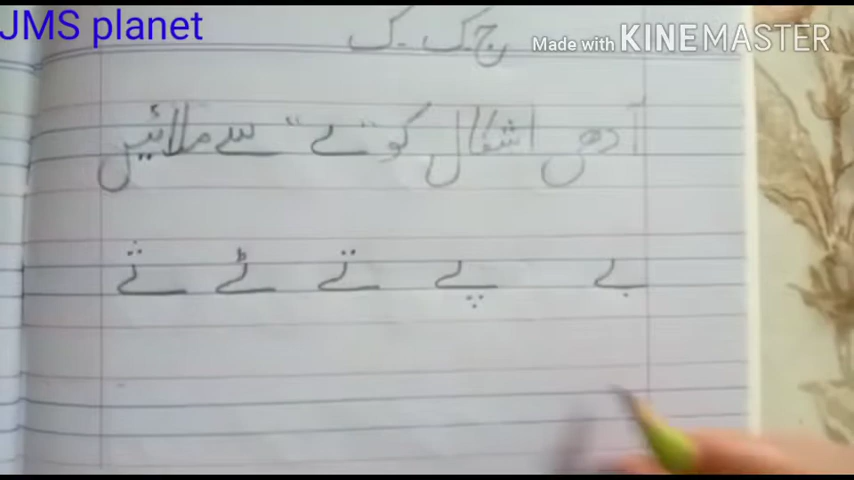 JMS planet
Made with KINEMASTER
ج ک ـ ک
آدھی اشکال کو "ے" سے ملائیں
بے پے تے ٹے ثے